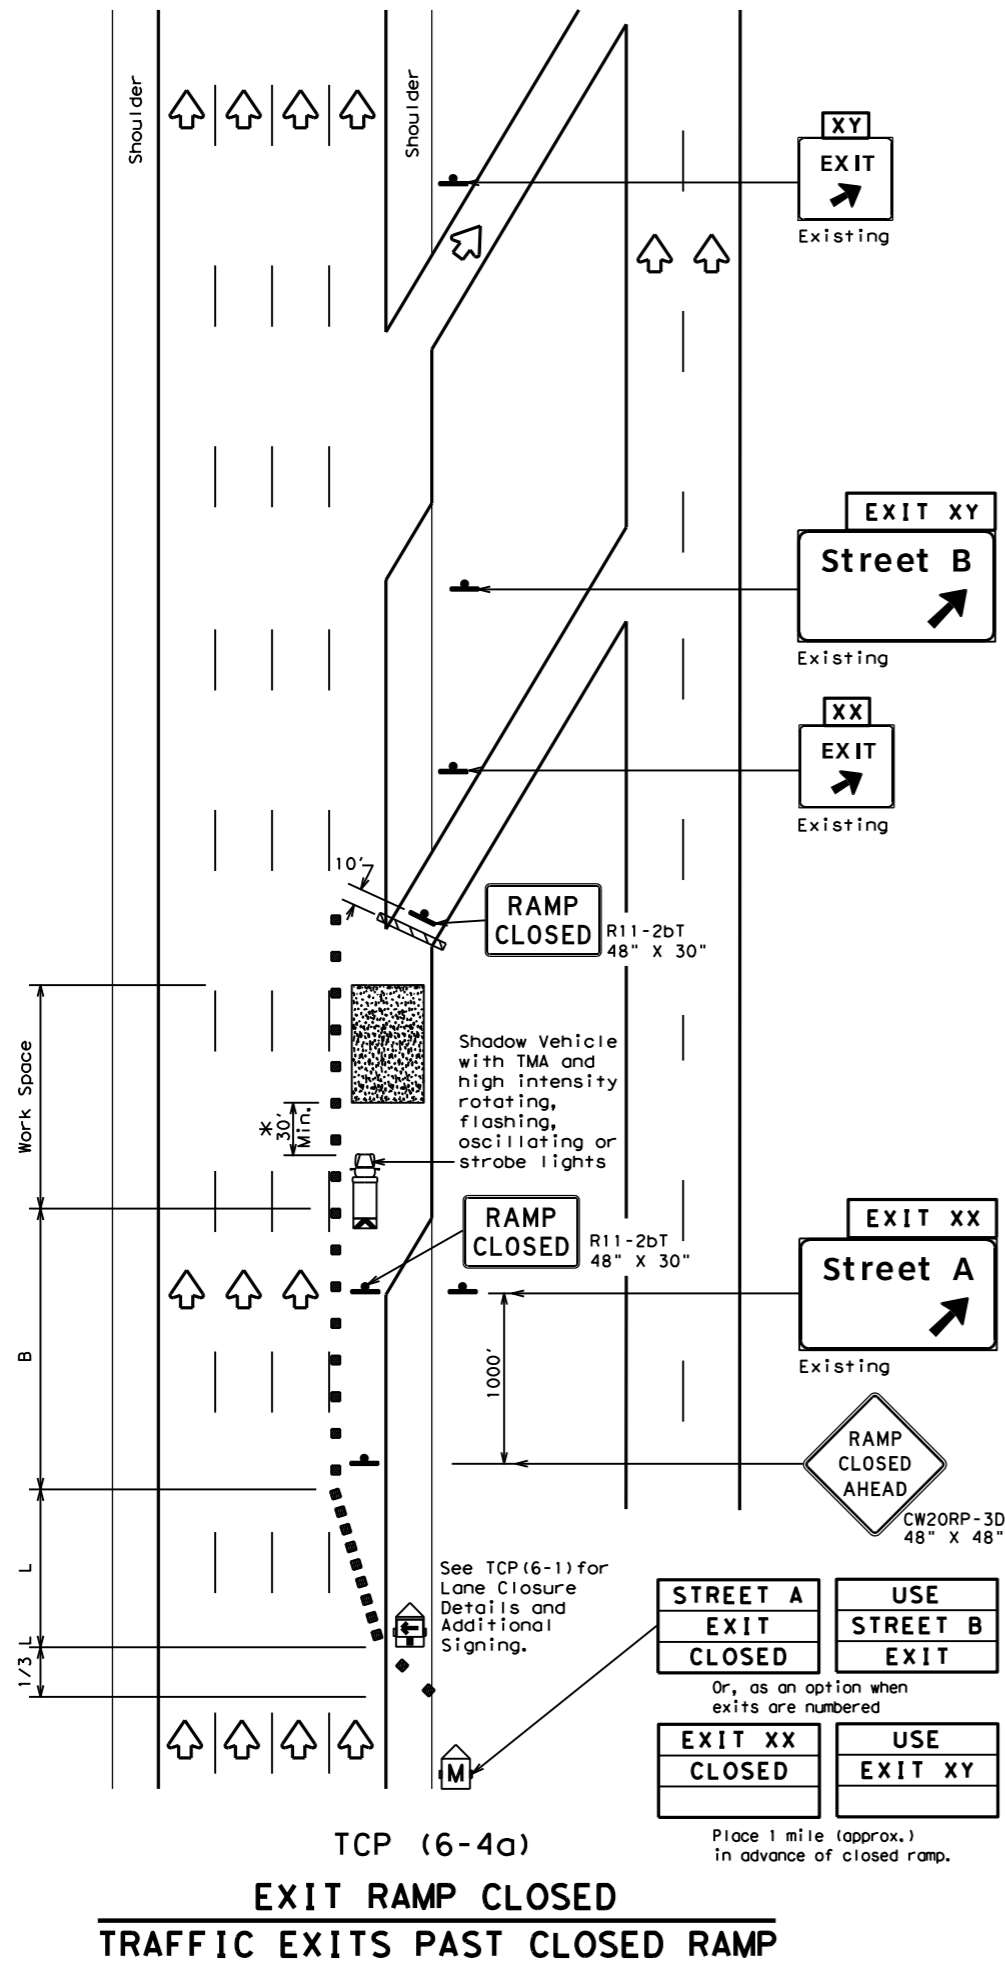 Shoulder
Shoulder
XY
EXIT
Existing
EXIT XY
Street B
Existing
XX
EXIT
Existing
10'
RAMP
CLOSED
R11-2bT
48" X 30"
Work Space
*
30'
Min.
Shadow Vehicle
with TMA and
high intensity
rotating,
flashing,
oscillating or
strobe lights
RAMP
CLOSED
R11-2bT
48" X 30"
EXIT XX
Street A
Existing
B
1000'
RAMP
CLOSED
AHEAD
CW20RP-3D
48" X 48"
L
See TCP(6-1)for
Lane Closure
Details and
Additional
Signing.
1/3 L
STREET A
EXIT
CLOSED
USE
STREET B
EXIT
Or, as an option when
exits are numbered
EXIT XX
CLOSED
USE
EXIT XY
M
Place 1 mile (approx.)
in advance of closed ramp.
TCP (6-4a)
EXIT RAMP CLOSED
TRAFFIC EXITS PAST CLOSED RAMP